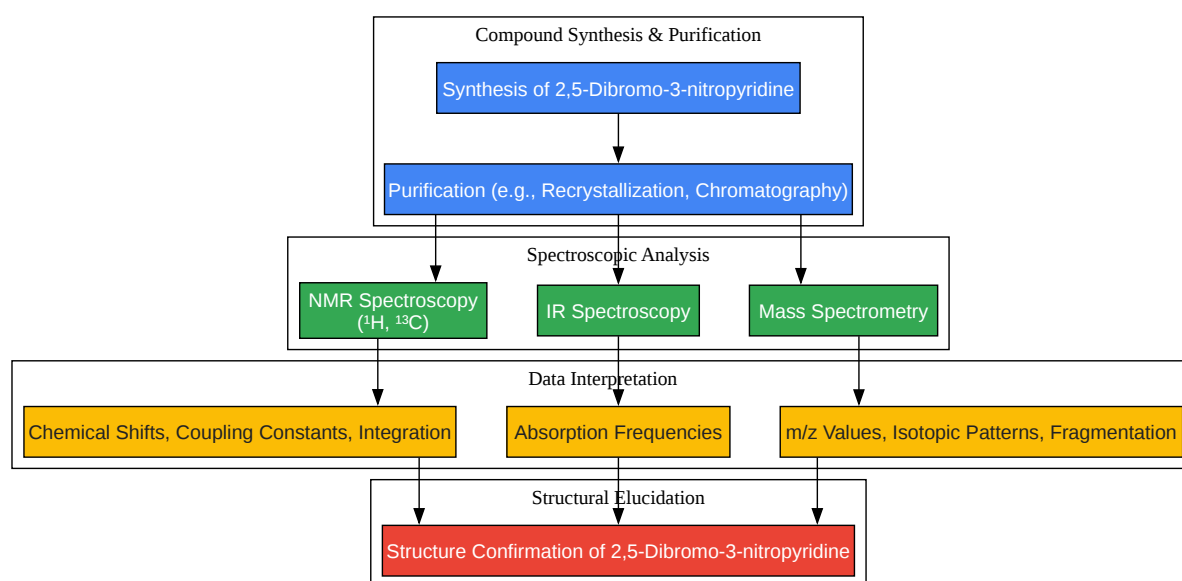 Compound Synthesis & Purification
Synthesis of 2,5-Dibromo-3-nitropyridine
Purification (e.g., Recrystallization, Chromatography)
Spectroscopic Analysis
NMR Spectroscopy
(¹H, ¹³C)
IR Spectroscopy
Mass Spectrometry
Data Interpretation
Chemical Shifts, Coupling Constants, Integration
Absorption Frequencies
m/z Values, Isotopic Patterns, Fragmentation
Structural Elucidation
Structure Confirmation of 2,5-Dibromo-3-nitropyridine